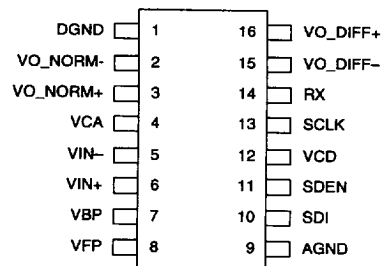 DGND 1 16 VO_DIFF+
VO_NORM- 2 15 VO_DIFF–
VO_NORM+ 3 14 RX
VCA 4 13 SCLK
VIN– 5 12 VCD
VIN+ 6 11 SDEN
VBP 7 10 SDI
VFP 8 9 AGND